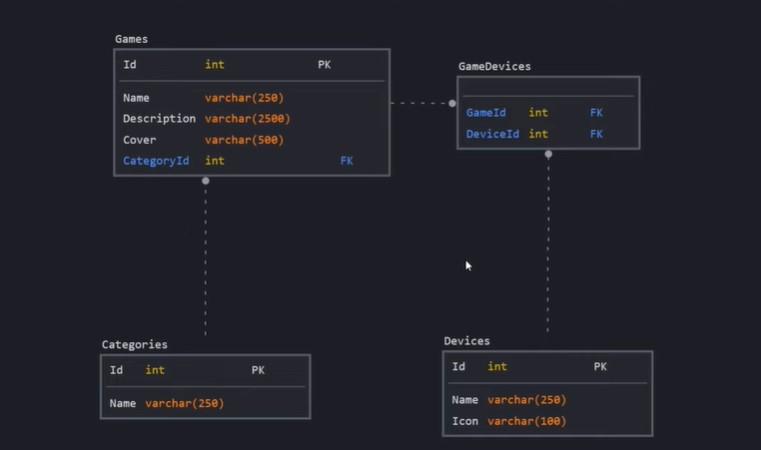 Games
Id int PK
Name varchar(250)
Description varchar(2500)
Cover varchar(500)
CategoryId int FK
GameDevices
GameId int FK
DeviceId int FK
Categories
Id int PK
Name varchar(250)
Devices
Id int PK
Name varchar(250)
Icon varchar(100)